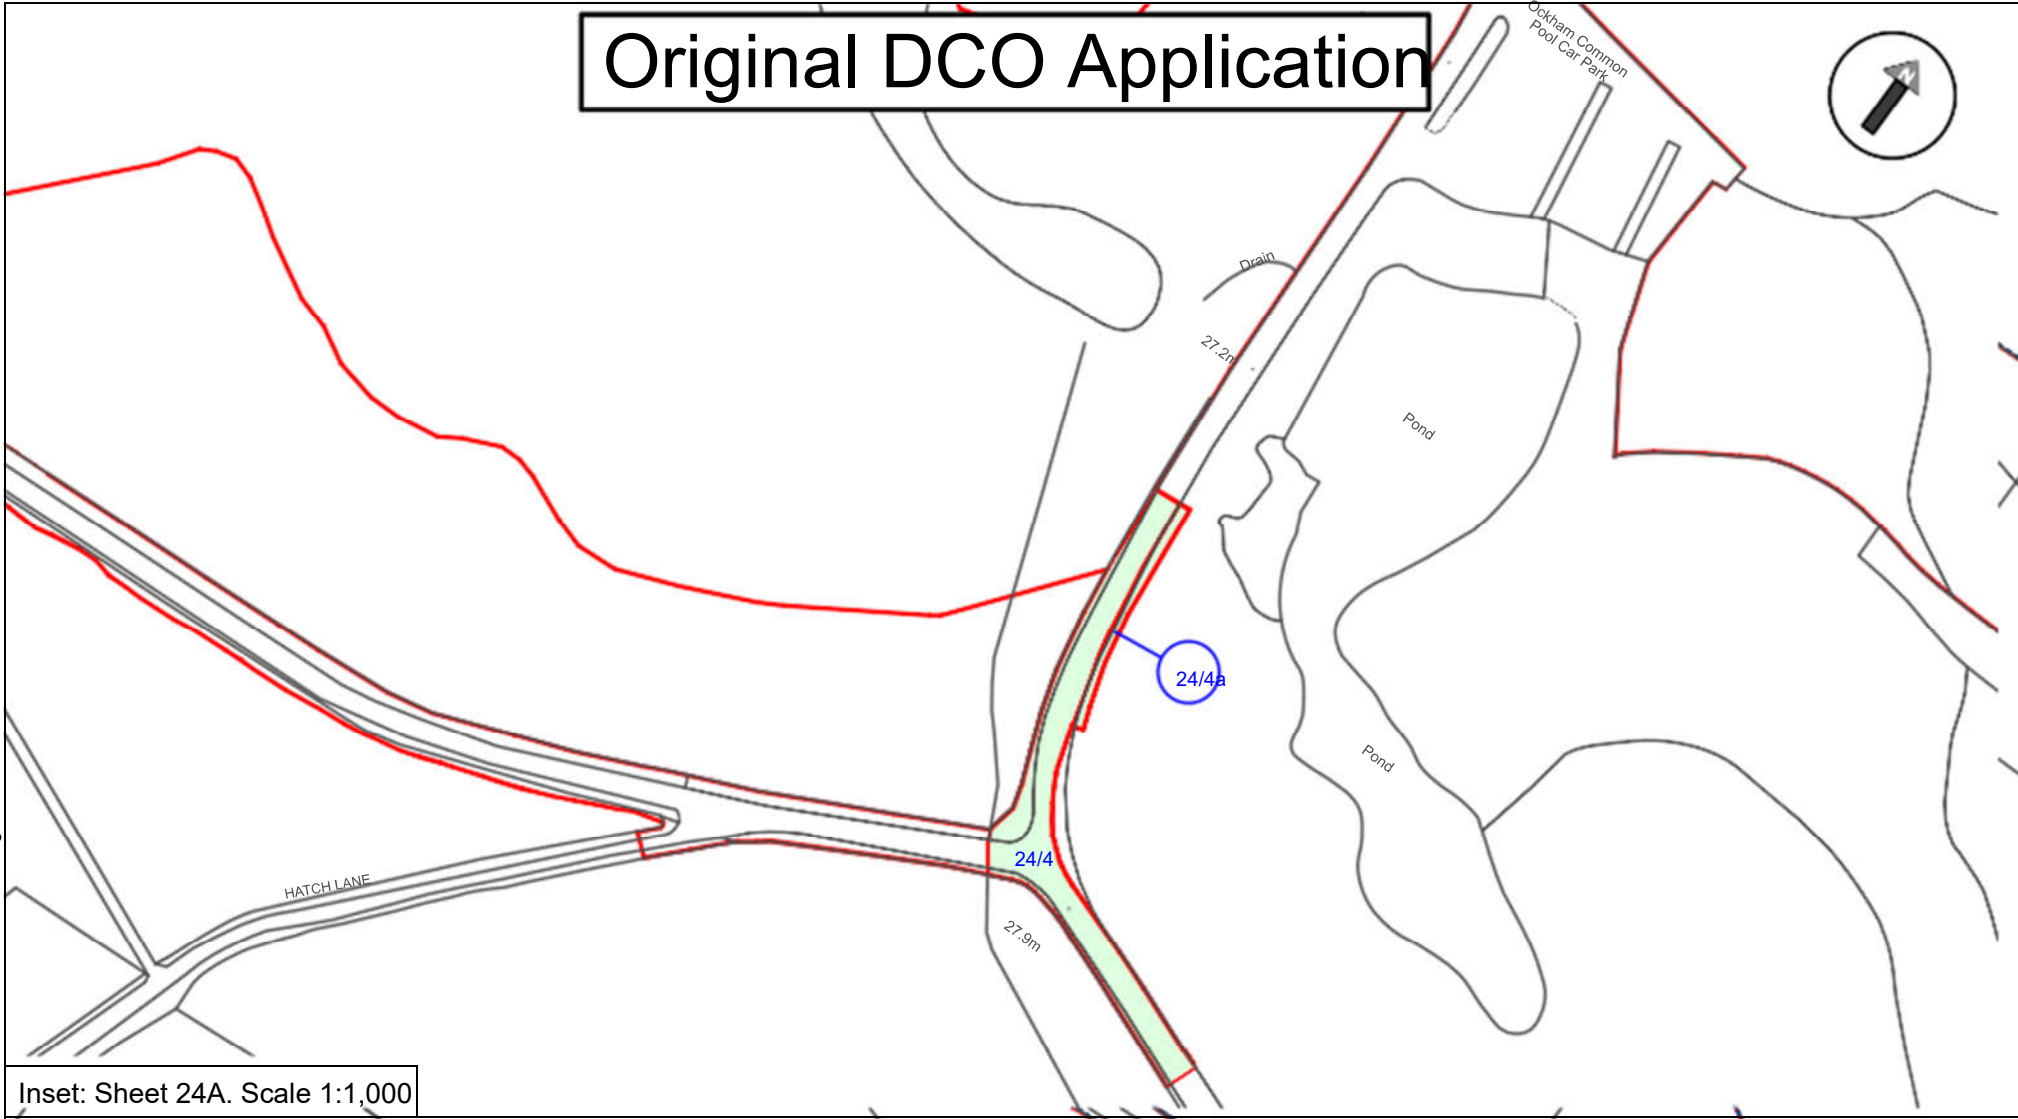 Original DCO Application
Ockham Common
Pool Car Park
N
Drain
27.2m
Pond
24/4a
Pond
24/4
HATCH LANE
27.9m
Inset: Sheet 24A. Scale 1:1,000